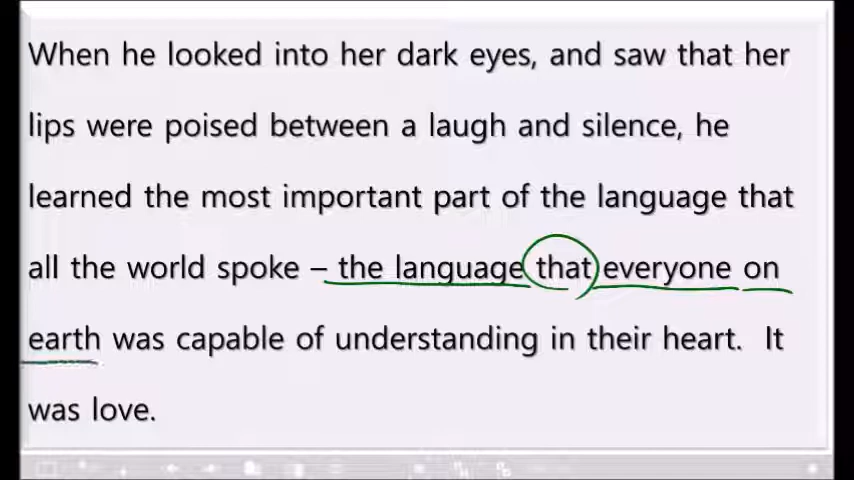 When he looked into her dark eyes, and saw that her
lips were poised between a laugh and silence, he
learned the most important part of the language that
all the world spoke – the language that everyone on
earth was capable of understanding in their heart.  It
was love.